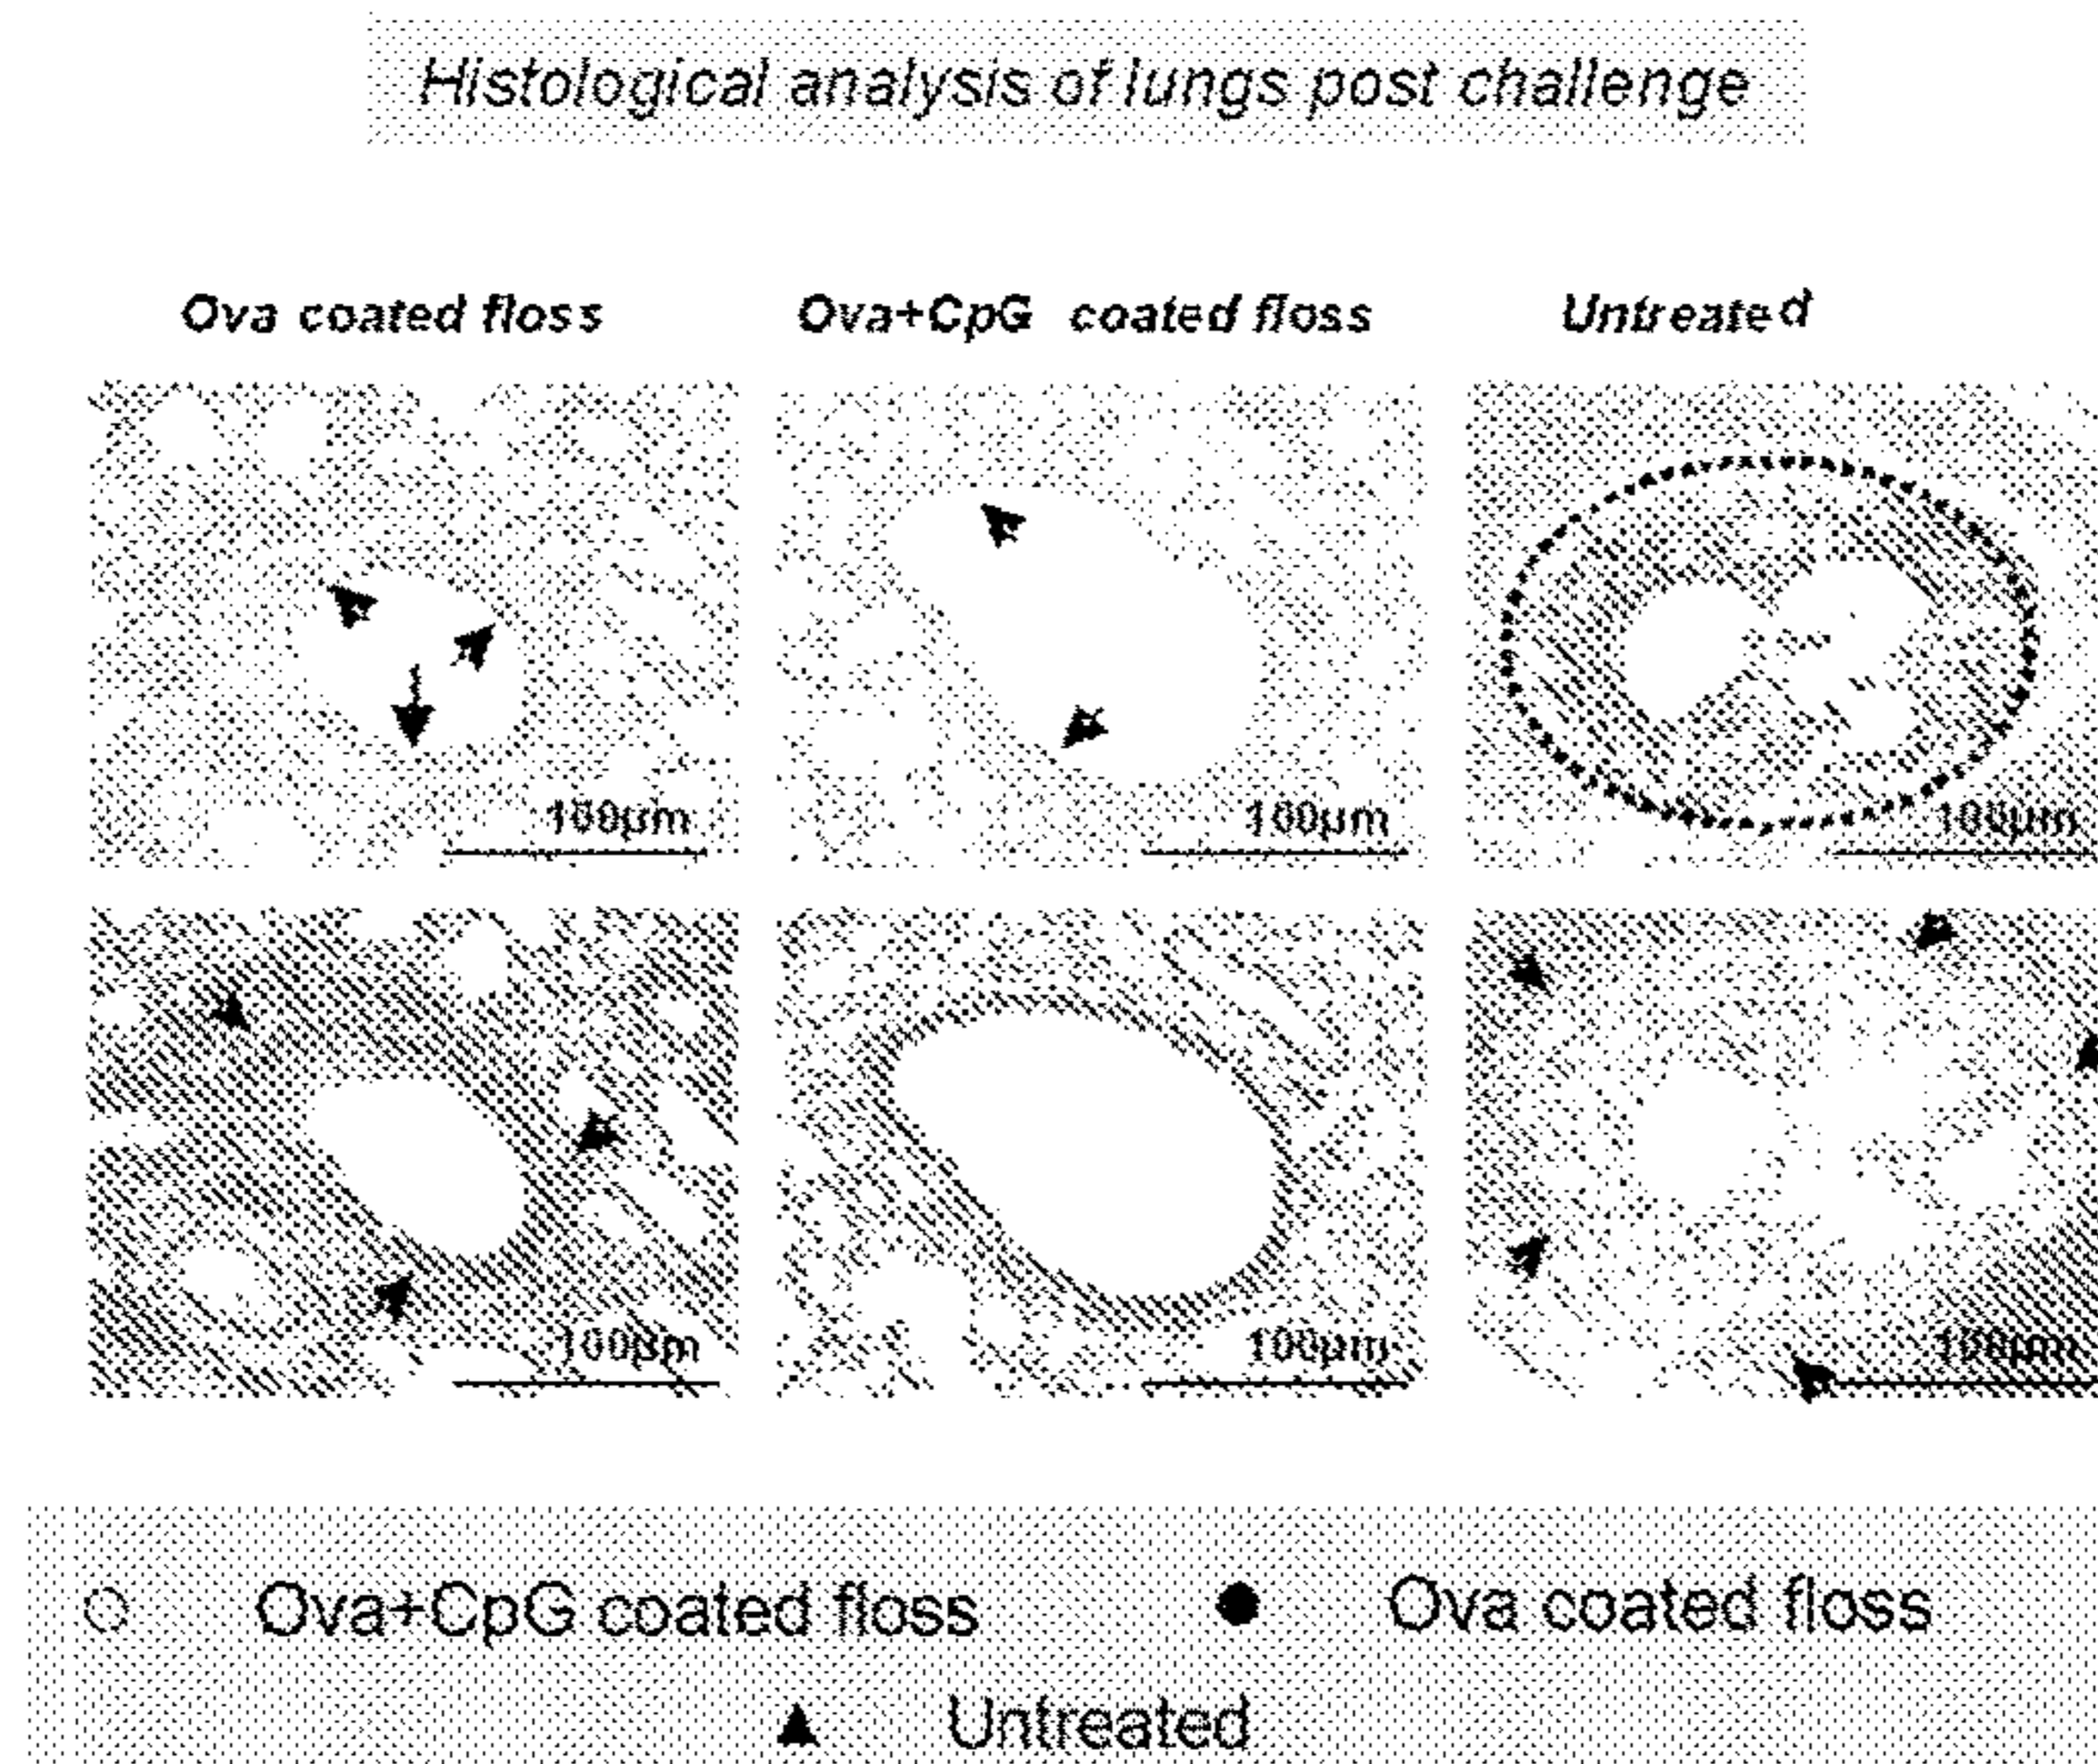 Histological analysis of lungs post challenge
Ova coated floss Ova+CpG coated floss Untreated
100µm 100µm 100µm
100µm 100µm 100µm
Ova+CpG coated floss Ova coated floss
Untreated